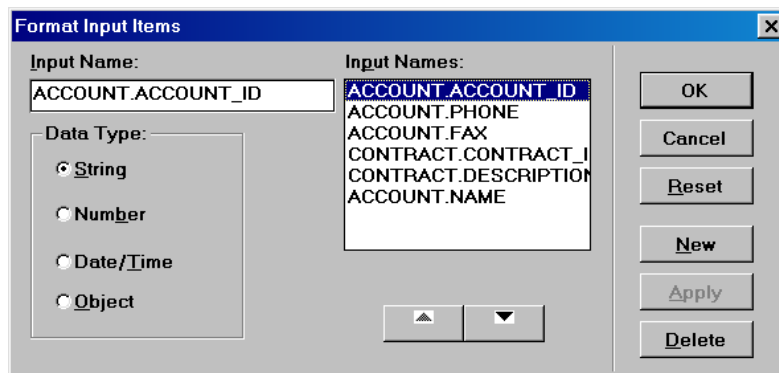 Format Input Items
Input Name:
ACCOUNT.ACCOUNT_ID
Data Type:
String
Number
Date/Time
Object
Input Names:
ACCOUNT.ACCOUNT_ID
ACCOUNT.PHONE
ACCOUNT.FAX
CONTRACT.CONTRACT_I
CONTRACT.DESCRIPTION
ACCOUNT.NAME
OK
Cancel
Reset
New
Apply
Delete